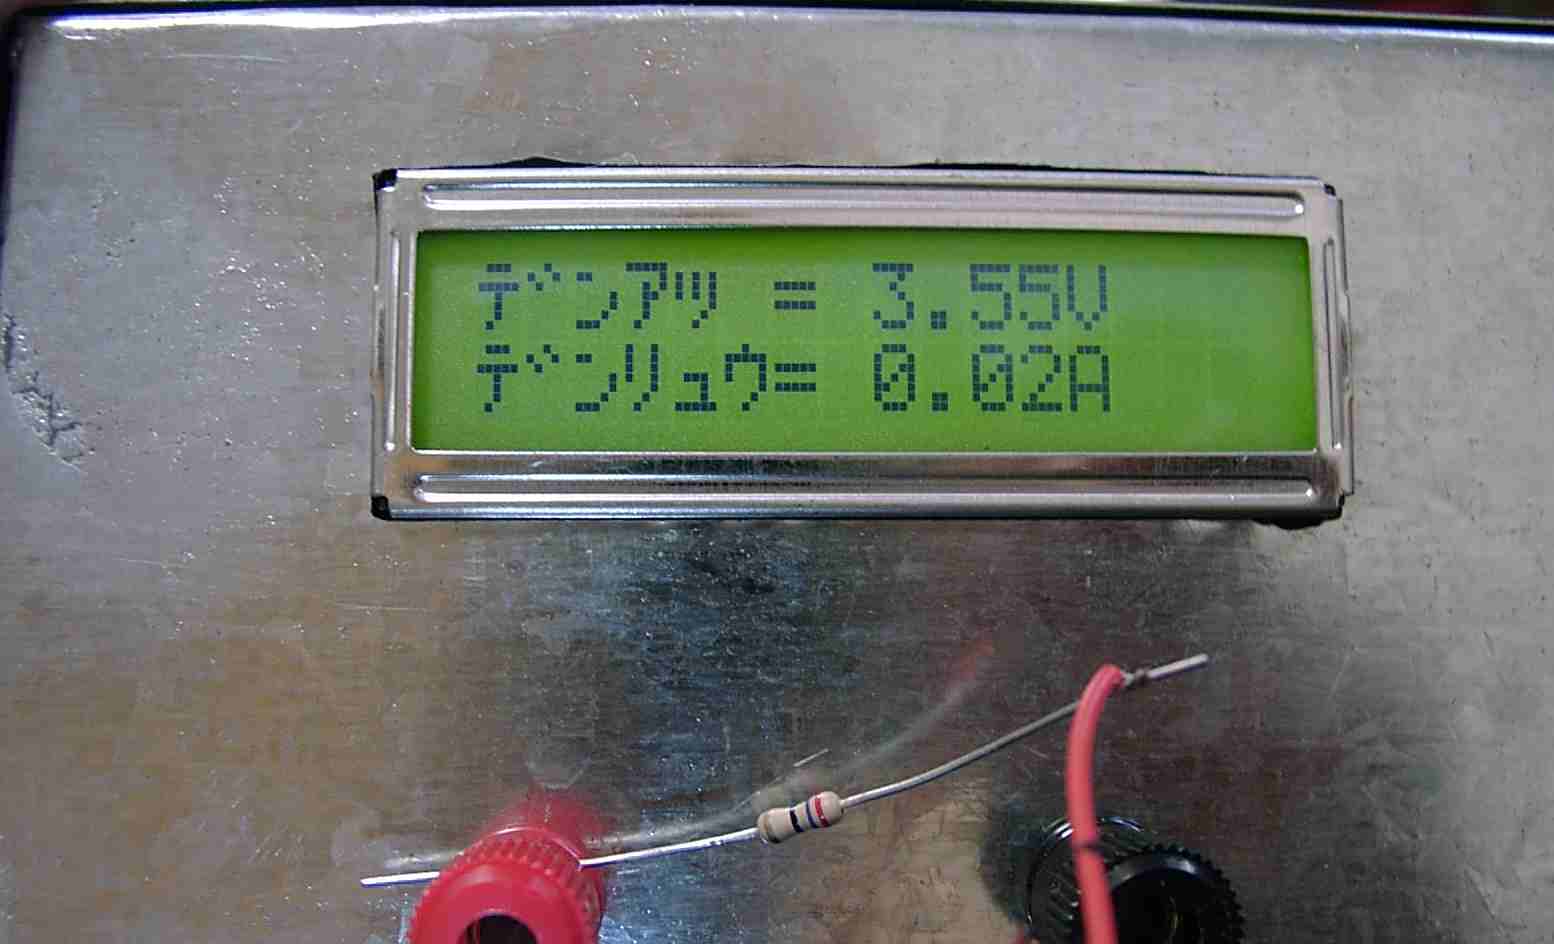 デンアツ = 3.55V
デンリュウ= 0.02A